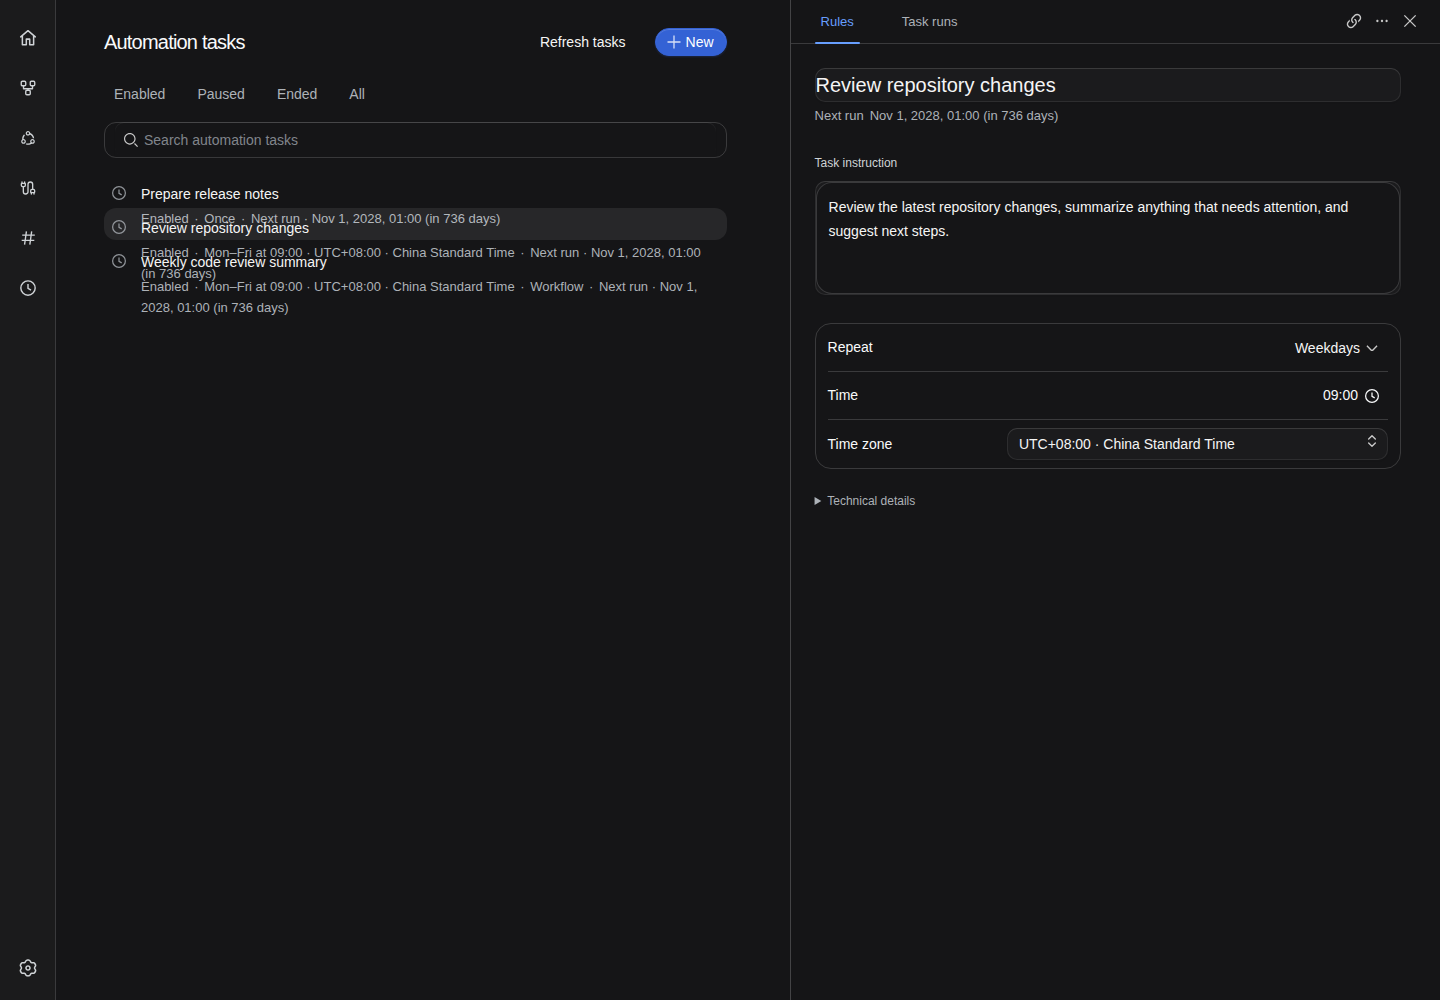 Automation tasks
Refresh tasks
New
Enabled
Paused
Ended
All
Search automation tasks
Prepare release notes
Enabled · Once · Next run · Nov 1, 2028, 01:00 (in 736 days)
Review repository changes
Enabled · Mon–Fri at 09:00 · UTC+08:00 · China Standard Time · Next run · Nov 1, 2028, 01:00
(in 736 days)
Weekly code review summary
Enabled · Mon–Fri at 09:00 · UTC+08:00 · China Standard Time · Workflow · Next run · Nov 1,
2028, 01:00 (in 736 days)
Rules
Task runs
Review repository changes
Next run Nov 1, 2028, 01:00 (in 736 days)
Task instruction
Review the latest repository changes, summarize anything that needs attention, and
suggest next steps.
Repeat
Weekdays
Time
09:00
Time zone
UTC+08:00 · China Standard Time
Technical details